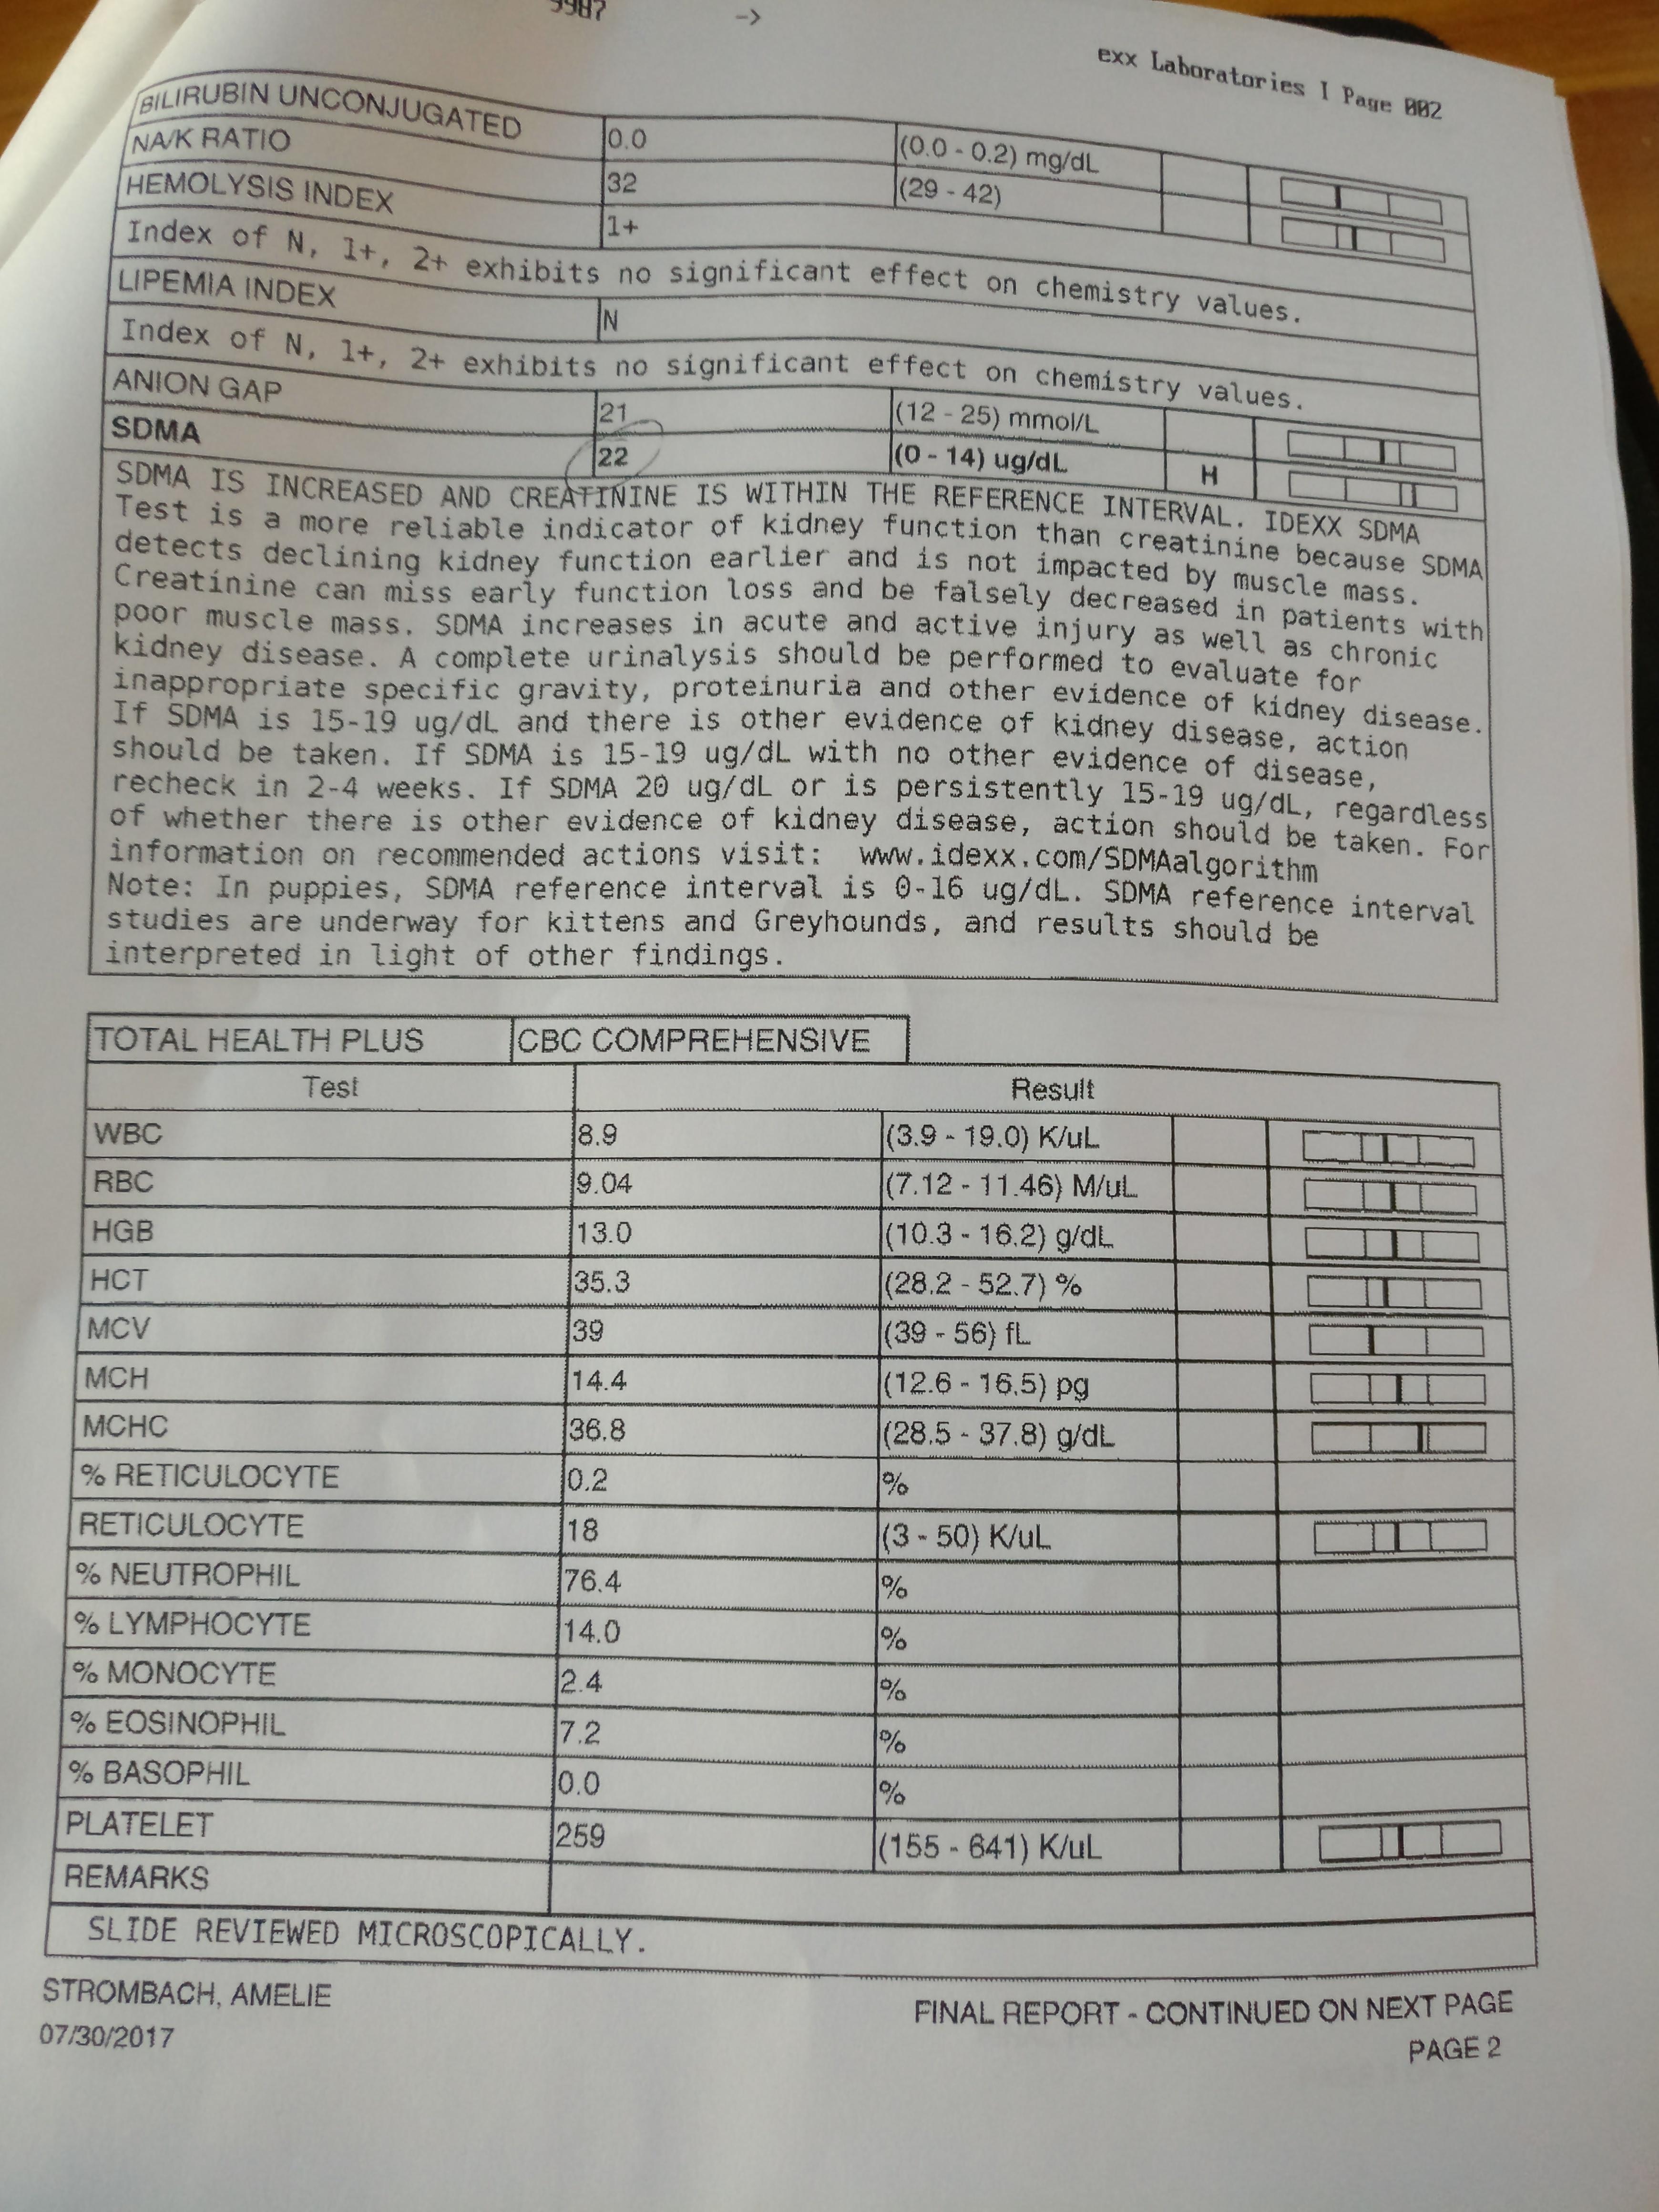 9987 ->
exx Laboratories I Page 002
BILIRUBIN UNCONJUGATED 0.0 (0.0 - 0.2) mg/dL
NA/K RATIO 32 (29 - 42)
HEMOLYSIS INDEX 1+
Index of N, 1+, 2+ exhibits no significant effect on chemistry values.
LIPEMIA INDEX N
Index of N, 1+, 2+ exhibits no significant effect on chemistry values.
ANION GAP 21 (12 - 25) mmol/L
SDMA 22 (0 - 14) ug/dL H
SDMA IS INCREASED AND CREATININE IS WITHIN THE REFERENCE INTERVAL. IDEXX SDMA
Test is a more reliable indicator of kidney function than creatinine because SDMA
detects declining kidney function earlier and is not impacted by muscle mass.
Creatinine can miss early function loss and be falsely decreased in patients with
poor muscle mass. SDMA increases in acute and active injury as well as chronic
kidney disease. A complete urinalysis should be performed to evaluate for
inappropriate specific gravity, proteinuria and other evidence of kidney disease.
If SDMA is 15-19 ug/dL and there is other evidence of kidney disease, action
should be taken. If SDMA is 15-19 ug/dL with no other evidence of disease,
recheck in 2-4 weeks. If SDMA 20 ug/dL or is persistently 15-19 ug/dL, regardless
of whether there is other evidence of kidney disease, action should be taken. For
information on recommended actions visit: www.idexx.com/SDMAalgorithm
Note: In puppies, SDMA reference interval is 0-16 ug/dL. SDMA reference interval
studies are underway for kittens and Greyhounds, and results should be
interpreted in light of other findings.
TOTAL HEALTH PLUS CBC COMPREHENSIVE
Test Result
WBC 8.9 (3.9 - 19.0) K/uL
RBC 9.04 (7.12 - 11.46) M/uL
HGB 13.0 (10.3 - 16.2) g/dL
HCT 35.3 (28.2 - 52.7) %
MCV 39 (39 - 56) fL
MCH 14.4 (12.6 - 16.5) pg
MCHC 36.8 (28.5 - 37.8) g/dL
% RETICULOCYTE 0.2 %
RETICULOCYTE 18 (3 - 50) K/uL
% NEUTROPHIL 76.4 %
% LYMPHOCYTE 14.0 %
% MONOCYTE 2.4 %
% EOSINOPHIL 7.2 %
% BASOPHIL 0.0 %
PLATELET 259 (155 - 641) K/uL
REMARKS
SLIDE REVIEWED MICROSCOPICALLY.
STROMBACH, AMELIE FINAL REPORT - CONTINUED ON NEXT PAGE
07/30/2017 PAGE 2